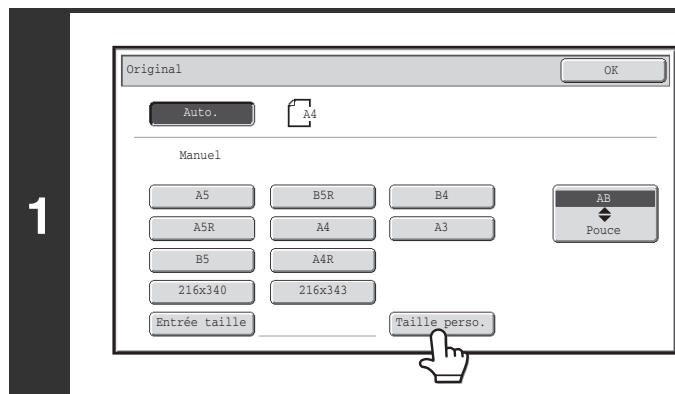 1
Original OK
Auto. A4
Manuel
A5 B5R B4 AB
A5R A4 A3 Pouce
B5 A4R
216x340 216x343
Entrée taille Taille perso.